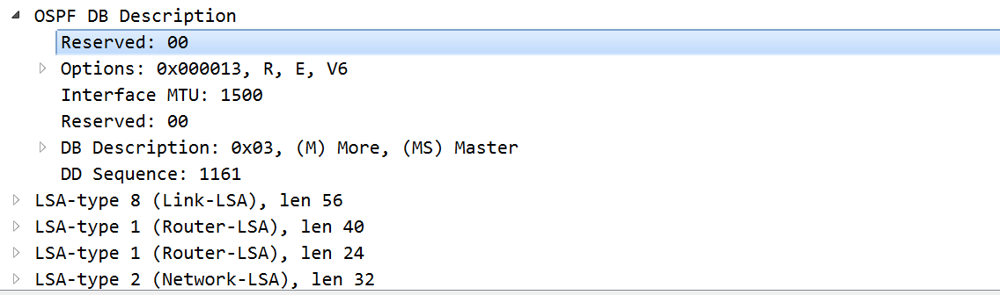 OSPF DB Description
Reserved: 00
Options: 0x000013, R, E, V6
Interface MTU: 1500
Reserved: 00
DB Description: 0x03, (M) More, (MS) Master
DD Sequence: 1161
LSA-type 8 (Link-LSA), len 56
LSA-type 1 (Router-LSA), len 40
LSA-type 1 (Router-LSA), len 24
LSA-type 2 (Network-LSA), len 32